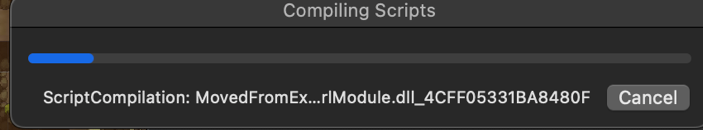 Compiling Scripts
ScriptCompilation: MovedFromEx...rlModule.dll_4CFF05331BA8480F
Cancel